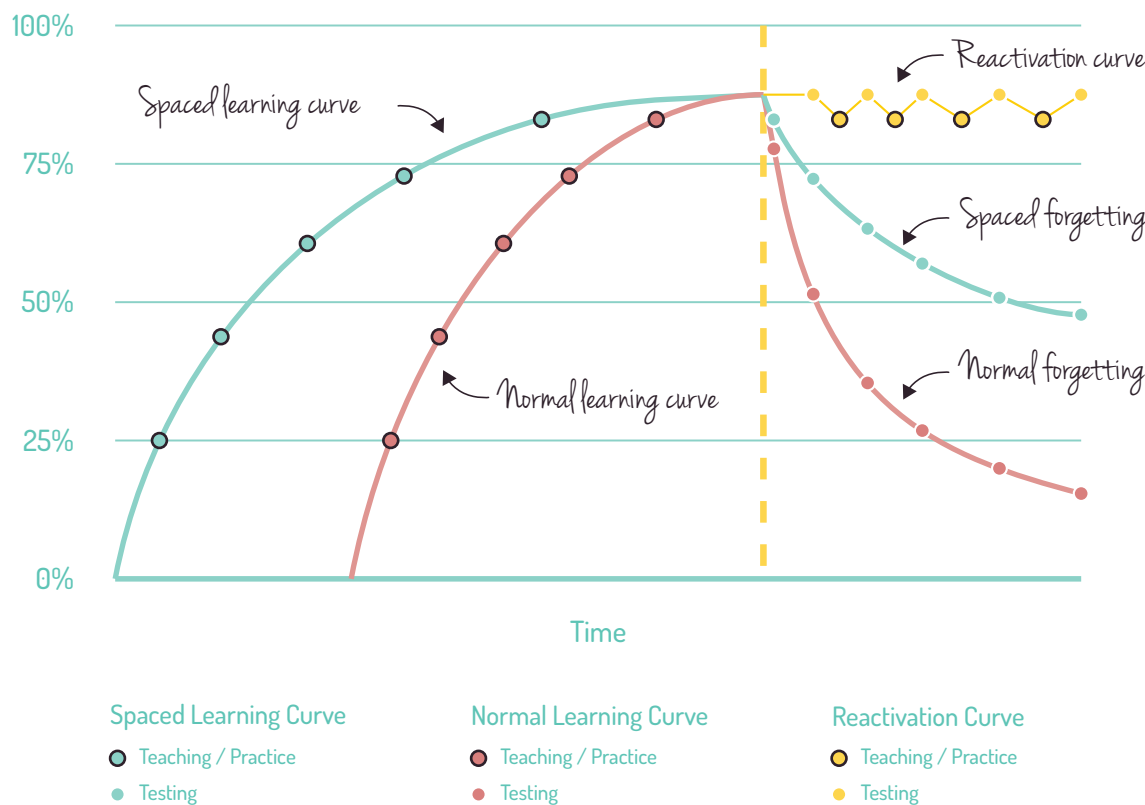 100%
Reactivation curve
Spaced learning curve
75%
Spaced forgetting
50%
Normal forgetting
Normal learning curve
25%
0%
Time
Spaced Learning Curve
Teaching / Practice
Testing
Normal Learning Curve
Teaching / Practice
Testing
Reactivation Curve
Teaching / Practice
Testing